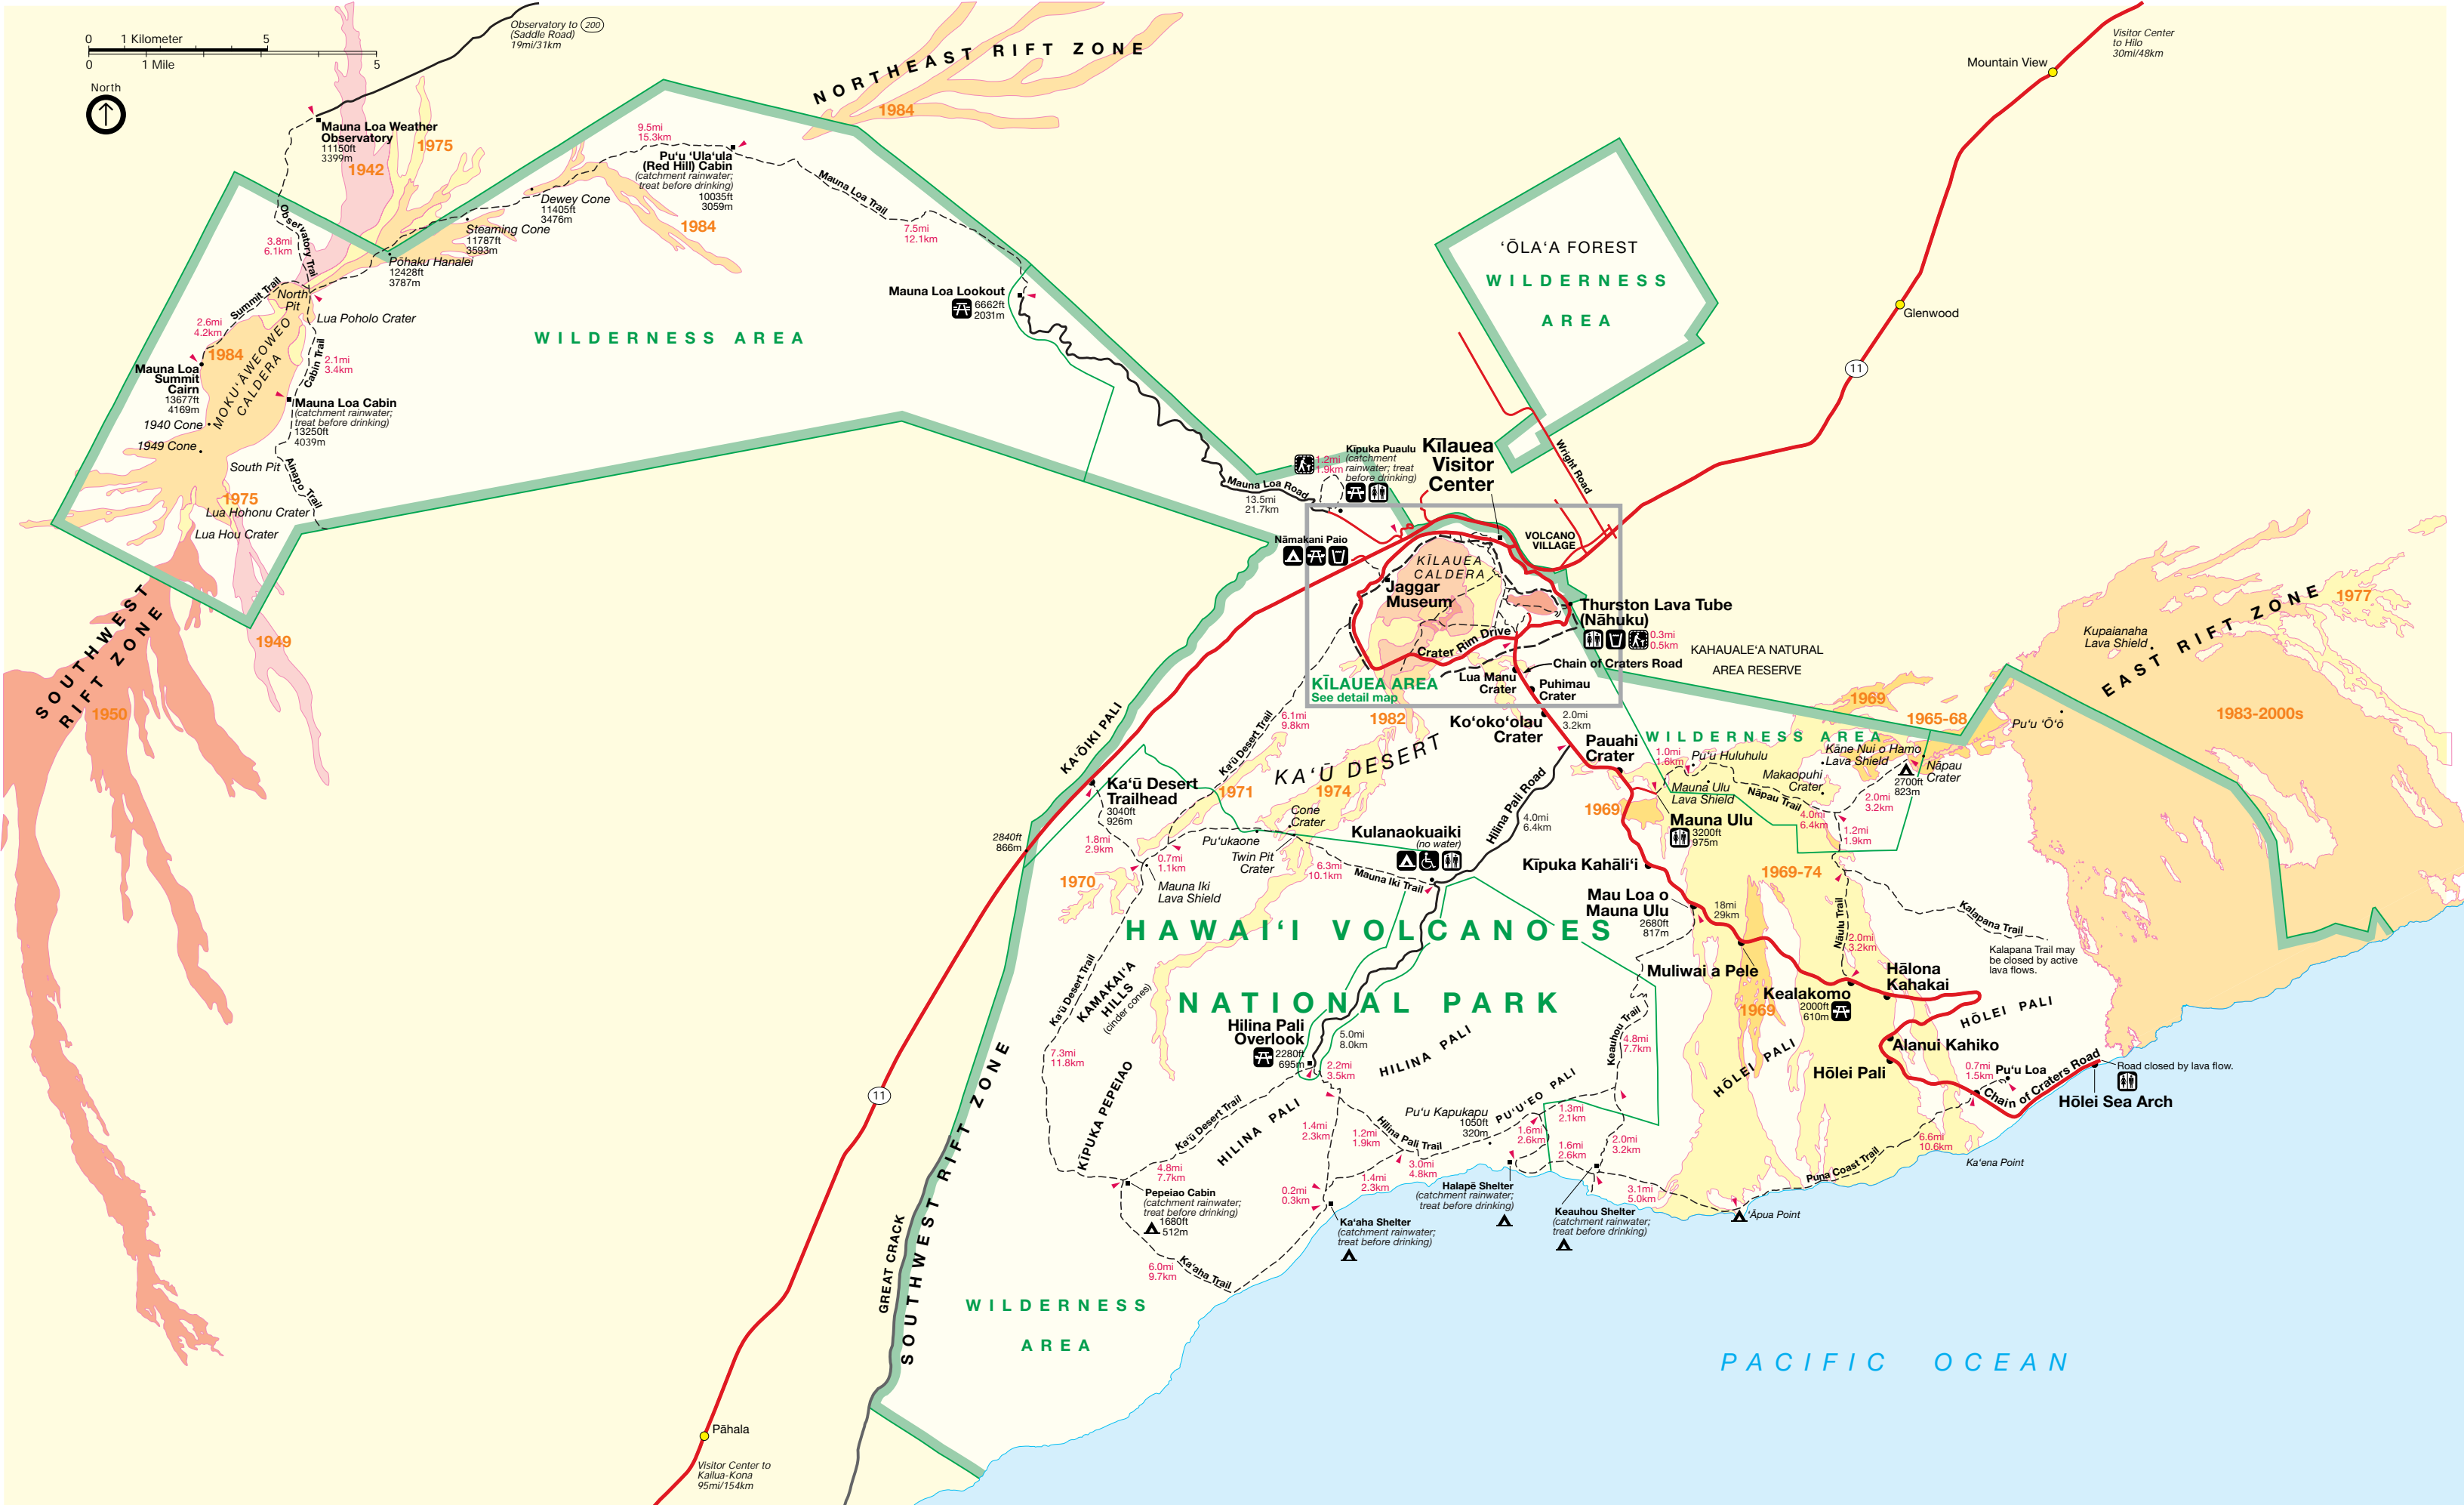 0 1 Kilometer 5
0 1 Mile 5
North
Observatory to 200
(Saddle Road)
19mi/31km
NORTHEAST RIFT ZONE
1984
Visitor Center
to Hilo
30mi/48km
Mountain View
Glenwood
11
Mauna Loa Weather
Observatory
11150ft
3399m
1942
1975
9.5mi
15.3km
Pu‘u ‘Ula‘ula
(Red Hill) Cabin
(catchment rainwater;
treat before drinking)
10035ft
3059m
Mauna Loa Trail
7.5mi
12.1km
Dewey Cone
11405ft
3476m
1984
Steaming Cone
11787ft
3593m
Pōhaku Hanalei
12428ft
3787m
Observatory Trail
3.8mi
6.1km
Summit Trail
North
Pit
Lua Poholo Crater
2.6mi
4.2km
1984
MOKU‘ĀWEOWEO
CALDERA
Cabin Trail
2.1mi
3.4km
Mauna Loa
Summit
Cairn
13677ft
4169m
Mauna Loa Cabin
(catchment rainwater;
treat before drinking)
13250ft
4039m
1940 Cone
1949 Cone
South Pit
Ainapo Trail
1975
Lua Hohonu Crater
Lua Hou Crater
SOUTHWEST
RIFT ZONE
1950
1949
WILDERNESS AREA
Mauna Loa Lookout
6662ft
2031m
‘ŌLA‘A FOREST
WILDERNESS
AREA
Wright Road
Kīpuka Puaulu
(catchment
rainwater; treat
before drinking)
1.2mi
1.9km
Kīlauea
Visitor
Center
Mauna Loa Road
13.5mi
21.7km
Nāmakani Paio
VOLCANO
VILLAGE
KĪLAUEA
CALDERA
Jaggar
Museum
Thurston Lava Tube
(Nāhuku)
0.3mi
0.5km
Crater Rim Drive
KAHAUALE‘A NATURAL
AREA RESERVE
Chain of Craters Road
Lua Manu
Crater
Puhimau
Crater
KĪLAUEA AREA
See detail map
1982
Ko‘oko‘olau
Crater
2.0mi
3.2km
Pauahi
Crater
WILDERNESS AREA
1969
1965-68
Kupaianaha
Lava Shield
EAST RIFT ZONE
1977
1983-2000s
Pu‘u ‘Ō‘ō
1.0mi
1.6km
Pu‘u Huluhulu
Kāne Nui o Hamo
Lava Shield
Nāpau
Crater
2700ft
823m
Makaopuhi
Crater
Mauna Ulu
Lava Shield
Nāpau Trail
2.0mi
3.2km
4.0mi
6.4km
1.2mi
1.9km
1969
Mauna Ulu
3200ft
975m
KA‘ŌIKI PALI
6.1mi
9.8km
Ka‘ū Desert Trail
KA‘Ū DESERT
1971
1974
Cone
Crater
Ka‘ū Desert
Trailhead
3040ft
926m
2840ft
866m
1.8mi
2.9km
0.7mi
1.1km
Pu‘ukaone
Twin Pit
Crater
6.3mi
10.1km
Mauna Iki Trail
Mauna Iki
Lava Shield
1970
Kulanaokuaiki
(no water)
Hilina Pali Road
4.0mi
6.4km
Kīpuka Kahāli‘i
1969-74
Mau Loa o
Mauna Ulu
2680ft
817m
18mi
29km
Nāulu Trail
2.0mi
3.2km
Kalapana Trail
Kalapana Trail may
be closed by active
lava flows.
HAWAI‘I VOLCANOES
NATIONAL PARK
Muliwai a Pele
1969
Kealakomo
2000ft
610m
Hālona
Kahakai
HŌLEI PALI
Ka‘ū Desert Trail
KAMAKAI‘A
HILLS
(cinder cones)
7.3mi
11.8km
KĪPUKA PEPEIAO
Hilina Pali
Overlook
2280ft
695m
5.0mi
8.0km
HILINA PALI
Keauhou Trail
4.8mi
7.7km
HŌLEI PALI
Alanui Kahiko
Hōlei Pali
0.7mi
1.5km
Pu‘u Loa
Chain of Craters Road
Road closed by lava flow.
Hōlei Sea Arch
2.2mi
3.5km
Ka‘ū Desert Trail
HILINA PALI
1.4mi
2.3km
1.2mi
1.9km
Hilina Pali Trail
Pu‘u Kapukapu
1050ft
320m
PU‘U‘EO PALI
1.3mi
2.1km
1.6mi
2.6km
1.6mi
2.6km
2.0mi
3.2km
3.0mi
4.8km
1.4mi
2.3km
4.8mi
7.7km
0.2mi
0.3km
Pepeiao Cabin
(catchment rainwater;
treat before drinking)
1680ft
512m
Ka‘aha Shelter
(catchment rainwater;
treat before drinking)
Halapē Shelter
(catchment rainwater;
treat before drinking)
Keauhou Shelter
(catchment rainwater;
treat before drinking)
3.1mi
5.0km
‘Āpua Point
Puna Coast Trail
6.6mi
10.6km
Ka‘ena Point
6.0mi
9.7km
Ka‘aha Trail
11
GREAT CRACK
SOUTHWEST RIFT ZONE
WILDERNESS
AREA
PACIFIC OCEAN
Pāhala
Visitor Center to
Kailua-Kona
95mi/154km